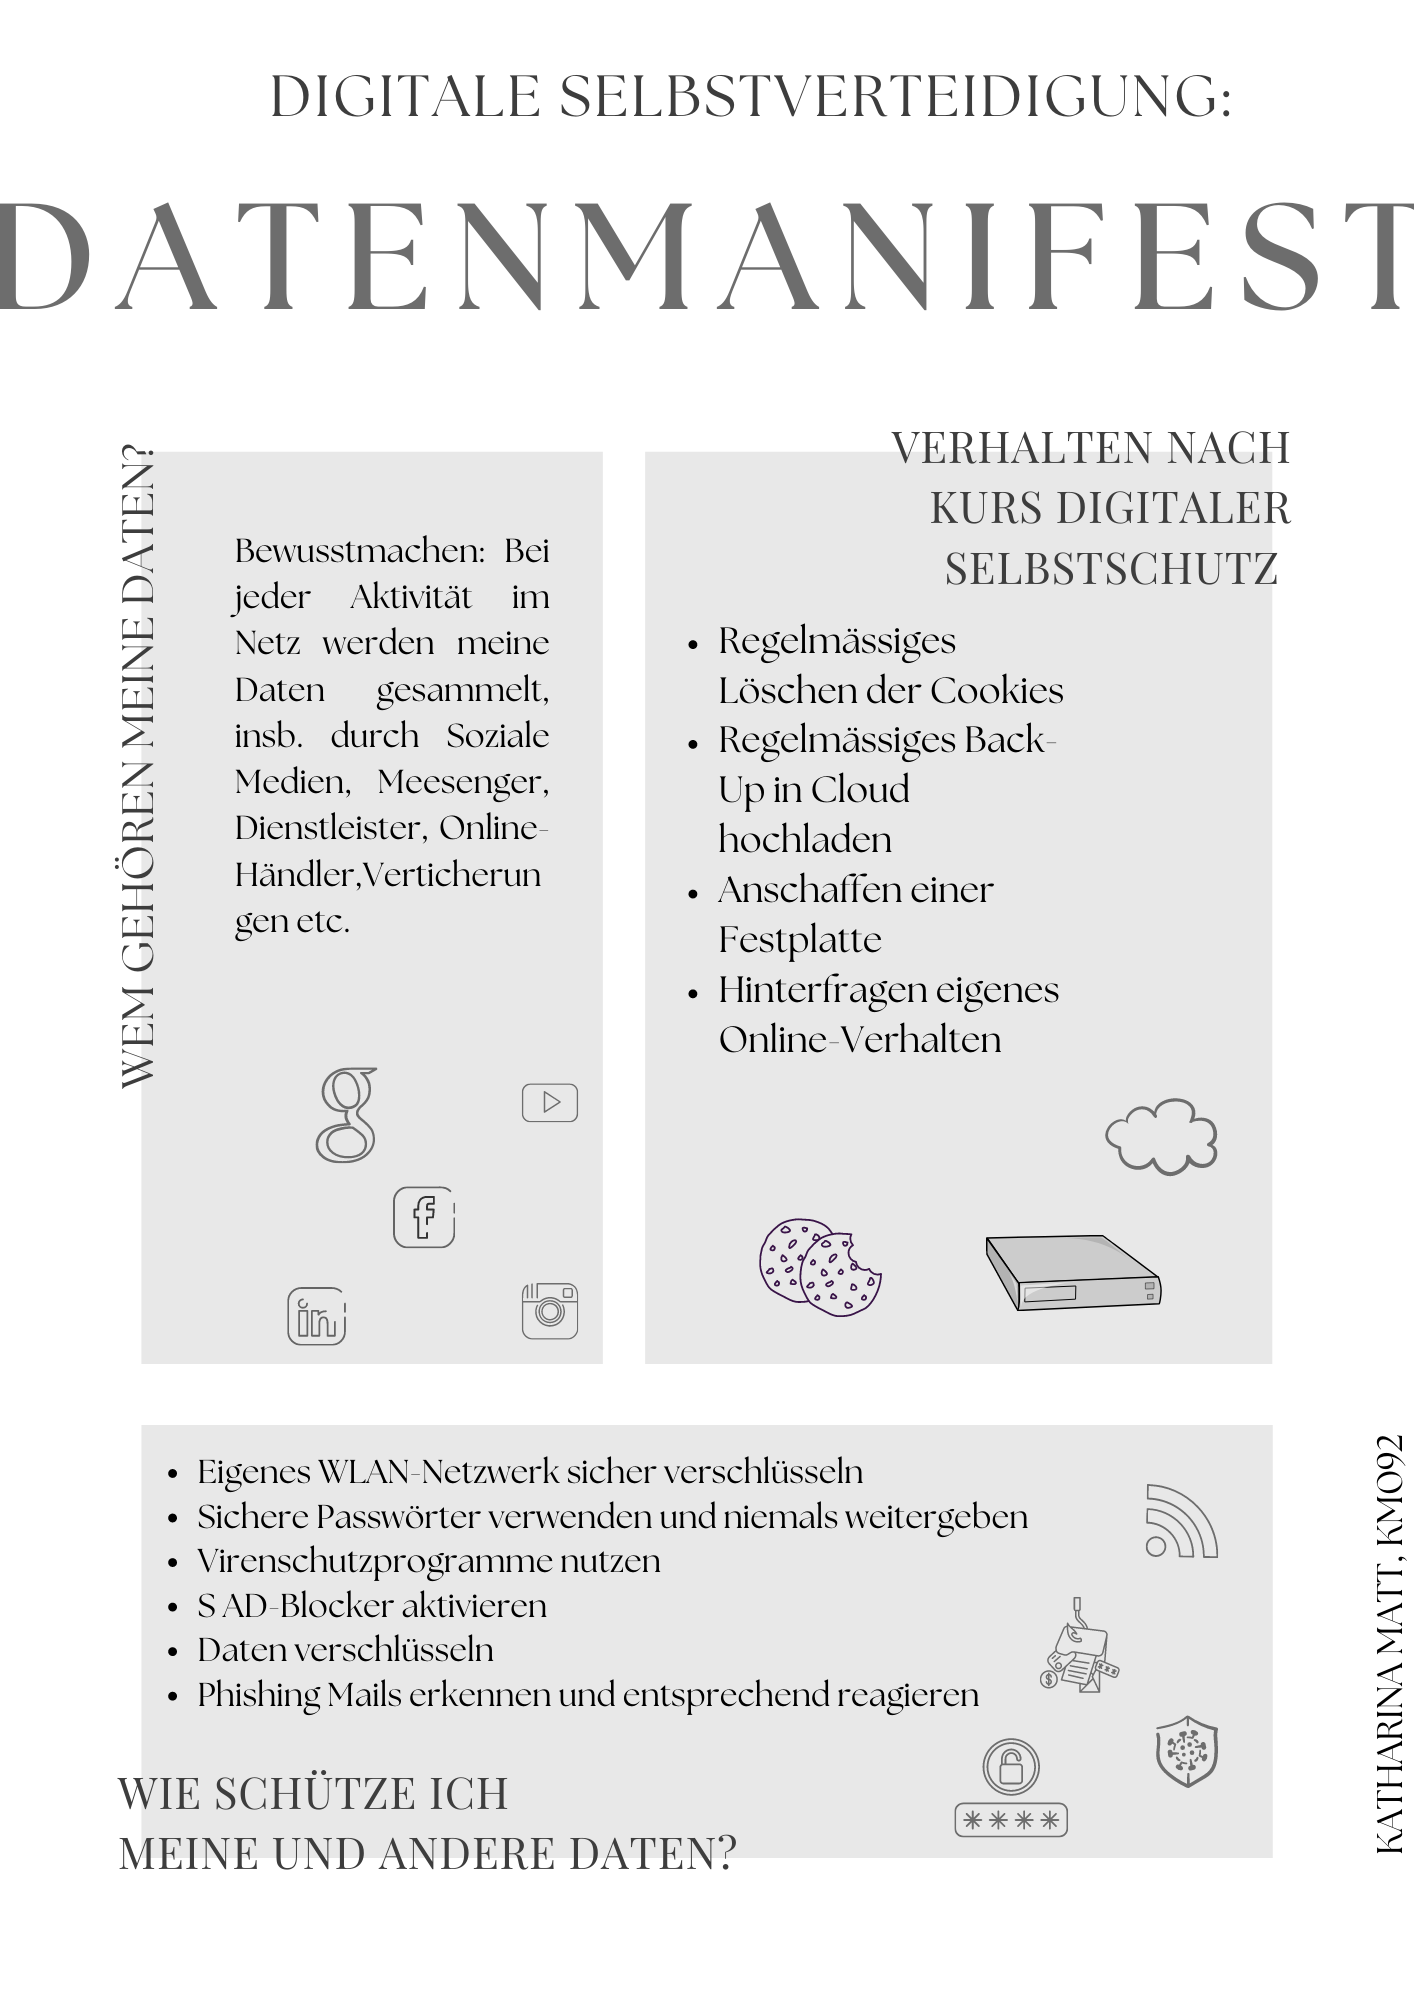 DIGITALE SELBSTVERTEIDIGUNG:
DATENMANIFEST
WEM GEHÖREN MEINE DATEN?
Bewusstmachen: Bei
jeder Aktivität im
Netz werden meine
Daten gesammelt,
insb. durch Soziale
Medien, Meesenger,
Dienstleister, Online-
Händler,Verticherun
gen etc.
g
f
in
VERHALTEN NACH
KURS DIGITALER
SELBSTSCHUTZ
• Regelmässiges
Löschen der Cookies
• Regelmässiges Back-
Up in Cloud
hochladen
• Anschaffen einer
Festplatte
• Hinterfragen eigenes
Online-Verhalten
• Eigenes WLAN-Netzwerk sicher verschlüsseln
• Sichere Passwörter verwenden und niemals weitergeben
• Virenschutzprogramme nutzen
• S AD-Blocker aktivieren
• Daten verschlüsseln
• Phishing Mails erkennen und entsprechend reagieren
$
***
****
WIE SCHÜTZE ICH
MEINE UND ANDERE DATEN?
KATHARINA MATT, KMO92